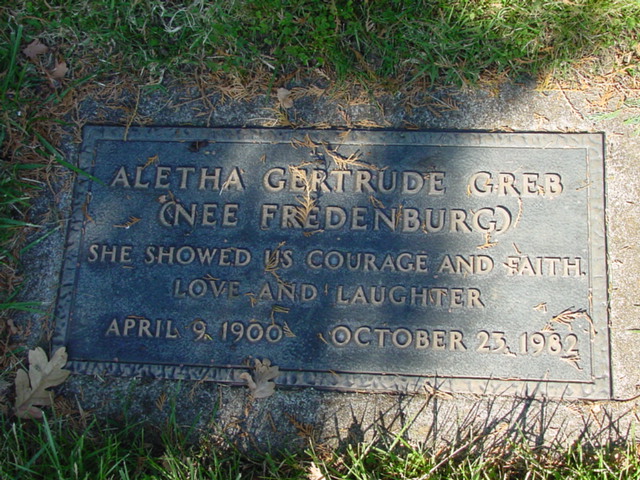 ALETHA GERTRUDE GREB
(NEE FREDENBURG)
SHE SHOWED US COURAGE AND FAITH,
LOVE AND LAUGHTER
APRIL 9, 1900 OCTOBER 23, 1982